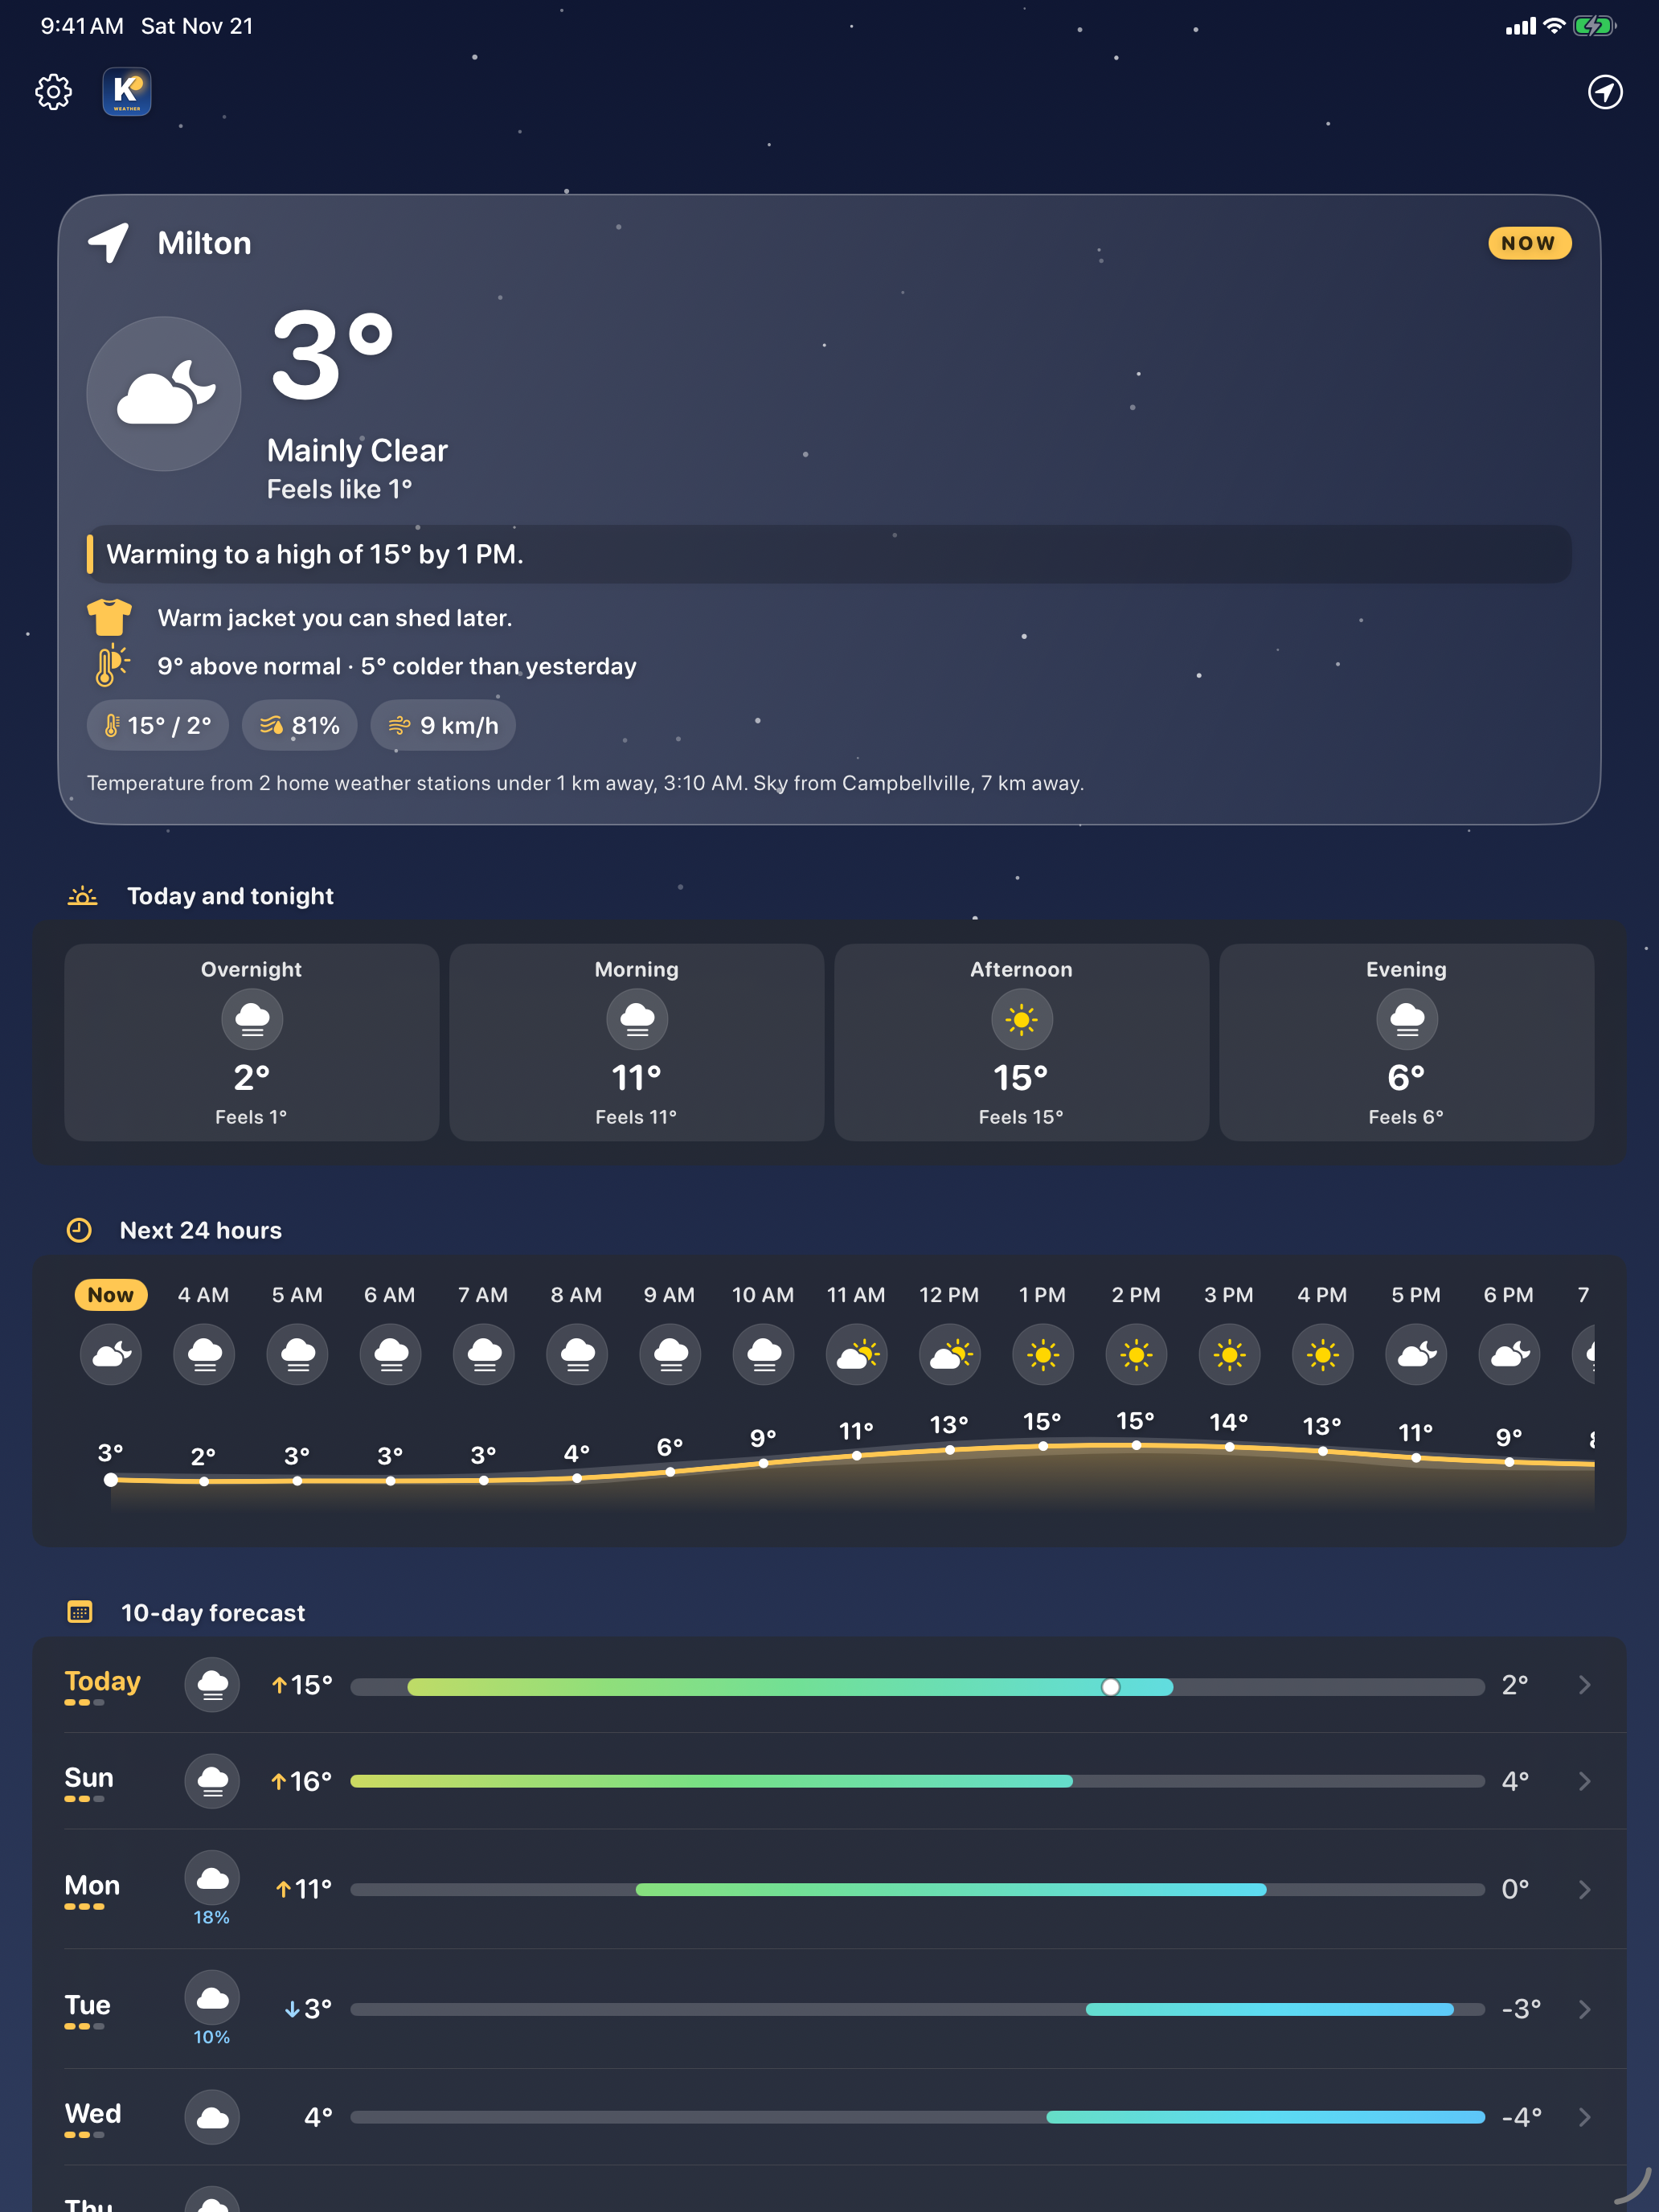 9:41 AM Sat Nov 21
K
WEATHER
Milton
NOW
3°
Mainly Clear
Feels like 1°
Warming to a high of 15° by 1 PM.
Warm jacket you can shed later.
9° above normal · 5° colder than yesterday
15° / 2° 81% 9 km/h
Temperature from 2 home weather stations under 1 km away, 3:10 AM. Sky from Campbellville, 7 km away.
Today and tonight
Overnight Morning Afternoon Evening
2° 11° 15° 6°
Feels 1° Feels 11° Feels 15° Feels 6°
Next 24 hours
Now 4 AM 5 AM 6 AM 7 AM 8 AM 9 AM 10 AM 11 AM 12 PM 1 PM 2 PM 3 PM 4 PM 5 PM 6 PM 7
3° 2° 3° 3° 3° 4° 6° 9° 11° 13° 15° 15° 14° 13° 11° 9°
10-day forecast
Today ↑15° 2°
Sun ↑16° 4°
Mon ↑11° 0°
18%
Tue ↓3° -3°
10%
Wed 4° -4°
Thu